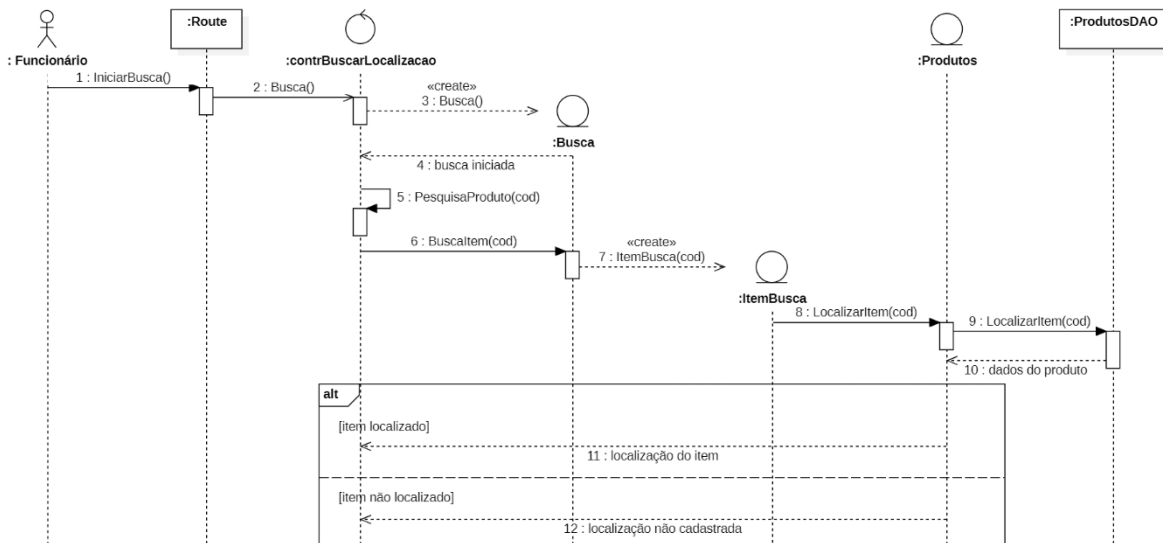 :Route
:ProdutosDAO
: Funcionário
:contrBuscarLocalizacao
:Produtos
1 : IniciarBusca()
2 : Busca()
«create»
3 : Busca()
:Busca
4 : busca iniciada
5 : PesquisaProduto(cod)
6 : BuscaItem(cod)
«create»
7 : ItemBusca(cod)
:ItemBusca
8 : LocalizarItem(cod)
9 : LocalizarItem(cod)
10 : dados do produto
alt
[item localizado]
11 : localização do item
[item não localizado]
12 : localização não cadastrada